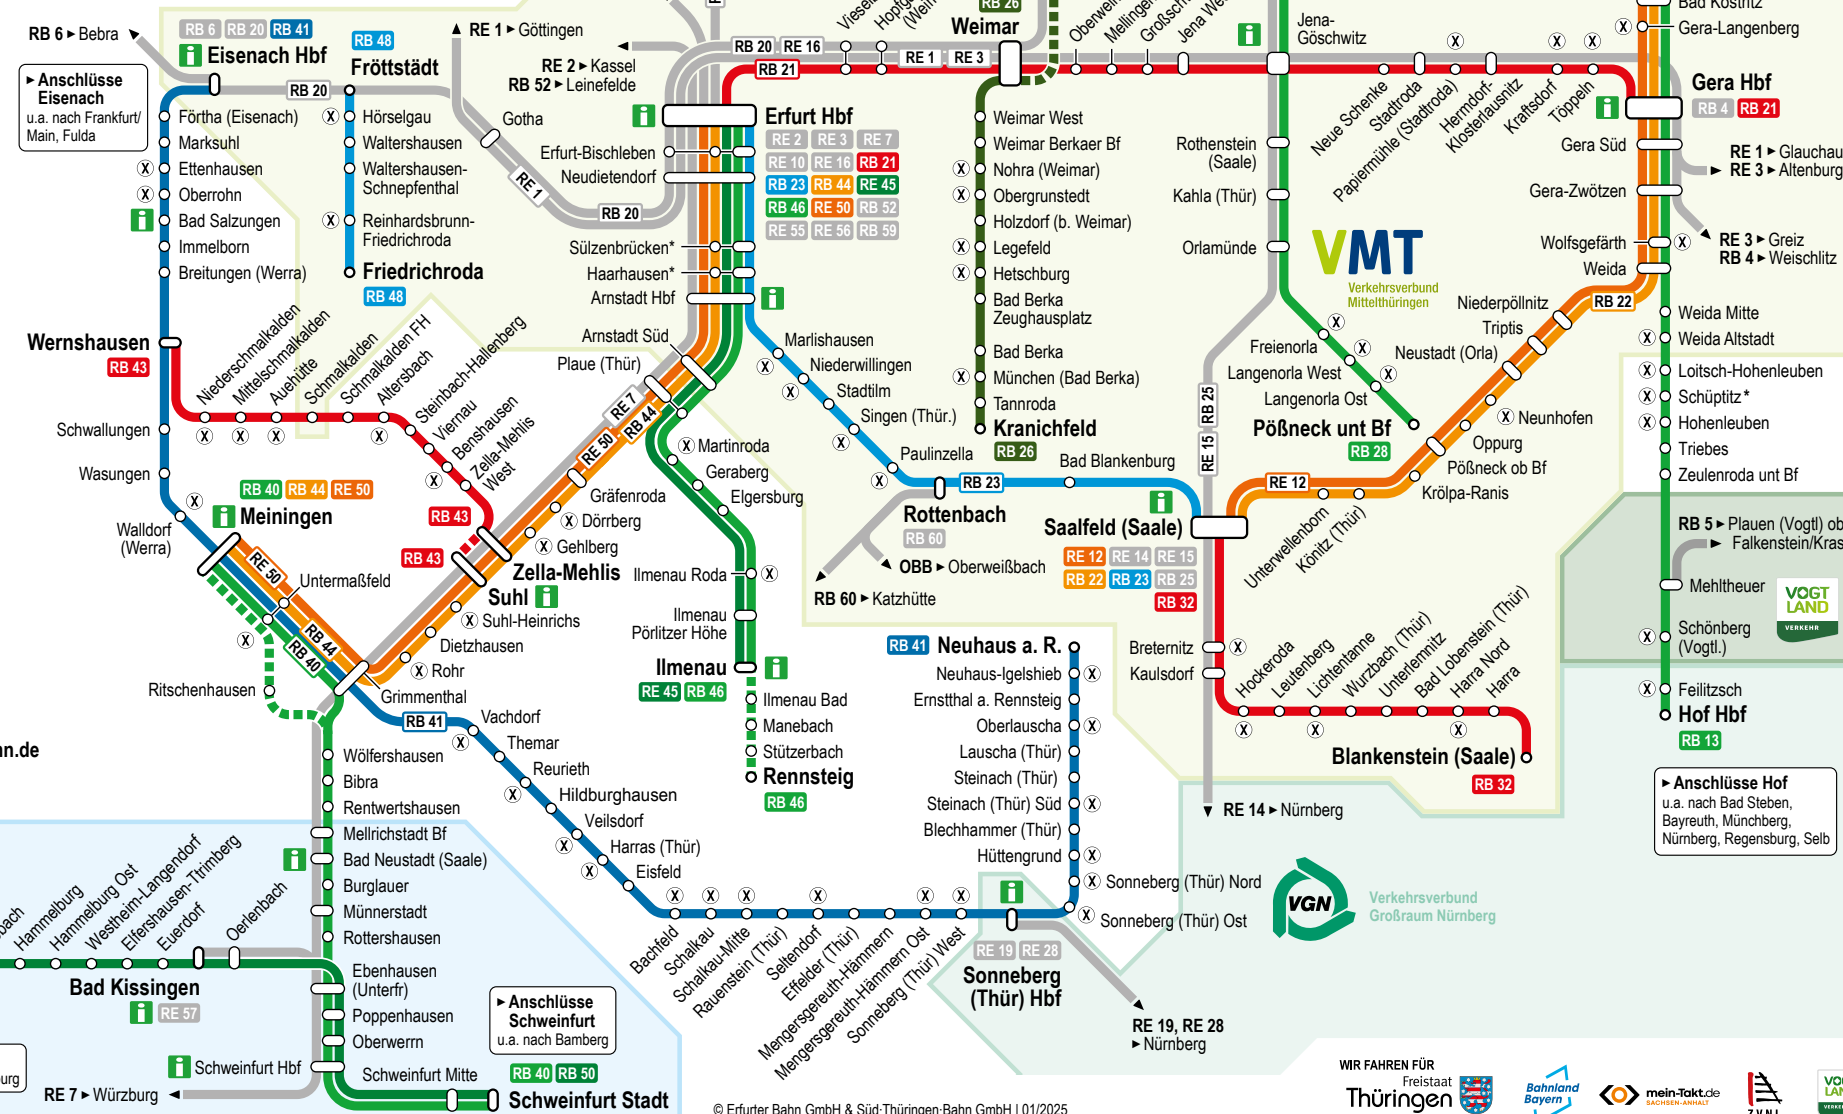 RB 6 ▸ Bebra
RB 6 RB 20 RB 41
Eisenach Hbf
▸ Anschlüsse
Eisenach
u.a. nach Frankfurt/
Main, Fulda
RB 20
RB 48
Fröttstädt
RE 1 ▸ Göttingen
RE 2 ▸ Kassel
RB 52 ▸ Leinefelde
Förtha (Eisenach)
Marksuhl
Ettenhausen
Oberrohn
Bad Salzungen
Immelborn
Breitungen (Werra)
Hörselgau
Waltershausen
Waltershausen-
Schnepfenthal
Reinhardsbrunn-
Friedrichroda
Friedrichroda
RB 48
Gotha
RE 1
RB 20
RB 20 RE 16
RB 21
RE 1 RE 3
RB 26
Weimar
Erfurt Hbf
RE 2 RE 3 RE 7
RE 10 RE 16 RB 21
RB 23 RB 44 RE 45
RB 46 RE 50 RB 52
RE 55 RE 56 RB 59
Erfurt-Bischleben
Neudietendorf
Sülzenbrücken*
Haarhausen*
Arnstadt Hbf
Arnstadt Süd
Plaue (Thür)
Weimar West
Weimar Berkaer Bf
Nohra (Weimar)
Obergrunstedt
Holzdorf (b. Weimar)
Legefeld
Hetschburg
Bad Berka
Zeughausplatz
Bad Berka
München (Bad Berka)
Tannroda
Kranichfeld
RB 26
Jena-
Göschwitz
Neue Schenke
Stadtroda
Papiermühle (Stadtroda)
Hermdorf-
Klosterlausnitz
Kraftsdorf
Töppeln
Bad Köstritz
Gera-Langenberg
Gera Hbf
RB 4 RB 21
Gera Süd
Gera-Zwötzen
RE 1 ▸ Glauchau
RE 3 ▸ Altenburg
Wolfsgefärth
Weida
RE 3 ▸ Greiz
RB 4 ▸ Weischlitz
Rothenstein
(Saale)
Kahla (Thür)
Orlamünde
VMT
Verkehrsverbund
Mittelthüringen
RB 22
Niederpöllnitz
Triptis
Neustadt (Orla)
Neunhofen
Oppurg
Pößneck ob Bf
Krölpa-Ranis
Freienorla
Langenorla West
Langenorla Ost
Pößneck unt Bf
RB 28
Weida Mitte
Weida Altstadt
Loitsch-Hohenleuben
Schüptitz*
Hohenleuben
Triebes
Zeulenroda unt Bf
RB 5 ▸ Plauen (Vogtl) ob
Mehltheuer
VOGT
LAND
VERKEHR
Schönberg
(Vogtl.)
Feilitzsch
Hof Hbf
RB 13
▸ Anschlüsse Hof
u.a. nach Bad Steben,
Bayreuth, Münchberg,
Nürnberg, Regensburg, Selb
Wernshausen
RB 43
Niederschmalkalden
Mittelschmalkalden
Auehütte
Schmalkalden
Schmalkalden FH
Altersbach
Steinbach-Hallenberg
Viernau
Benshausen
Zella-Mehlis
West
Schwallungen
Wasungen
RB 40 RB 44 RE 50
Meiningen
Walldorf
(Werra)
RB 43
RB 43
RE 7
RE 50
RB 44
Gräfenroda
Dörrberg
Gehlberg
Zella-Mehlis
Suhl
Suhl-Heinrichs
Dietzhausen
Rohr
Grimmenthal
RE 50
Untermaßfeld
RB 44
RB 40
Ritschenhausen
RB 41
Martinroda
Geraberg
Elgersburg
Ilmenau Roda
Ilmenau
Pörlitzer Höhe
Ilmenau
RE 45 RB 46
Ilmenau Bad
Manebach
Stützerbach
Rennsteig
RB 46
Marlishausen
Niederwillingen
Stadtilm
Singen (Thür.)
Paulinzella
RB 23
Bad Blankenburg
Rottenbach
RB 60
OBB ▸ Oberweißbach
RB 60 ▸ Katzhütte
Saalfeld (Saale)
RE 12 RE 14 RE 15
RB 22 RB 23 RB 25
RB 32
RB 25
RE 15
RE 12
Unterwellenborn
Könitz (Thür)
Breternitz
Kaulsdorf
Hockeroda
Leutenberg
Lichtentanne
Wurzbach (Thür)
Unterlemnitz
Bad Lobenstein (Thür)
Harra Nord
Harra
Blankenstein (Saale)
RB 32
RE 14 ▸ Nürnberg
RB 41 Neuhaus a. R.
Neuhaus-Igelshieb
Ernstthal a. Rennsteig
Oberlauscha
Lauscha (Thür)
Steinach (Thür)
Steinach (Thür) Süd
Blechhammer (Thür)
Hüttengrund
Sonneberg (Thür) Nord
Sonneberg (Thür) Ost
Vachdorf
Themar
Reurieth
Hildburghausen
Veilsdorf
Harras (Thür)
Eisfeld
Bachfeld
Schalkau
Schalkau-Mitte
Rauenstein (Thür)
Seltendorf
Effelder (Thür)
Mengersgereuth-Hämmern
Mengersgereuth-Hämmern Ost
Sonneberg (Thür) West
RE 19 RE 28
Sonneberg
(Thür) Hbf
RE 19, RE 28
▸ Nürnberg
VGN
Verkehrsverbund
Großraum Nürnberg
Wölfershausen
Bibra
Rentwertshausen
Mellrichstadt Bf
Bad Neustadt (Saale)
Burglauer
Münnerstadt
Rottershausen
Ebenhausen
(Unterfr)
Poppenhausen
Oberwerrn
Schweinfurt Hbf
Schweinfurt Mitte
RB 40 RB 50
Schweinfurt Stadt
▸ Anschlüsse
Schweinfurt
u.a. nach Bamberg
RE 7 ▸ Würzburg
Hammelburg
Hammelburg Ost
Westheim-Langendorf
Elfershausen-Trimberg
Euerdorf
Oerlenbach
Bad Kissingen
RE 57
© Erfurter Bahn GmbH & Süd·Thüringen·Bahn GmbH | 01/2025
WIR FAHREN FÜR
Freistaat
Thüringen
Bahnland
Bayern
mein-Takt.de
SACHSEN-ANHALT